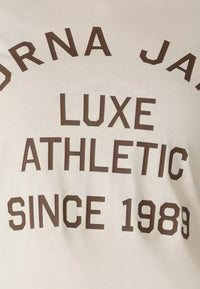 ORNA JA
LUXE
ATHLETIC
SINCE 1989